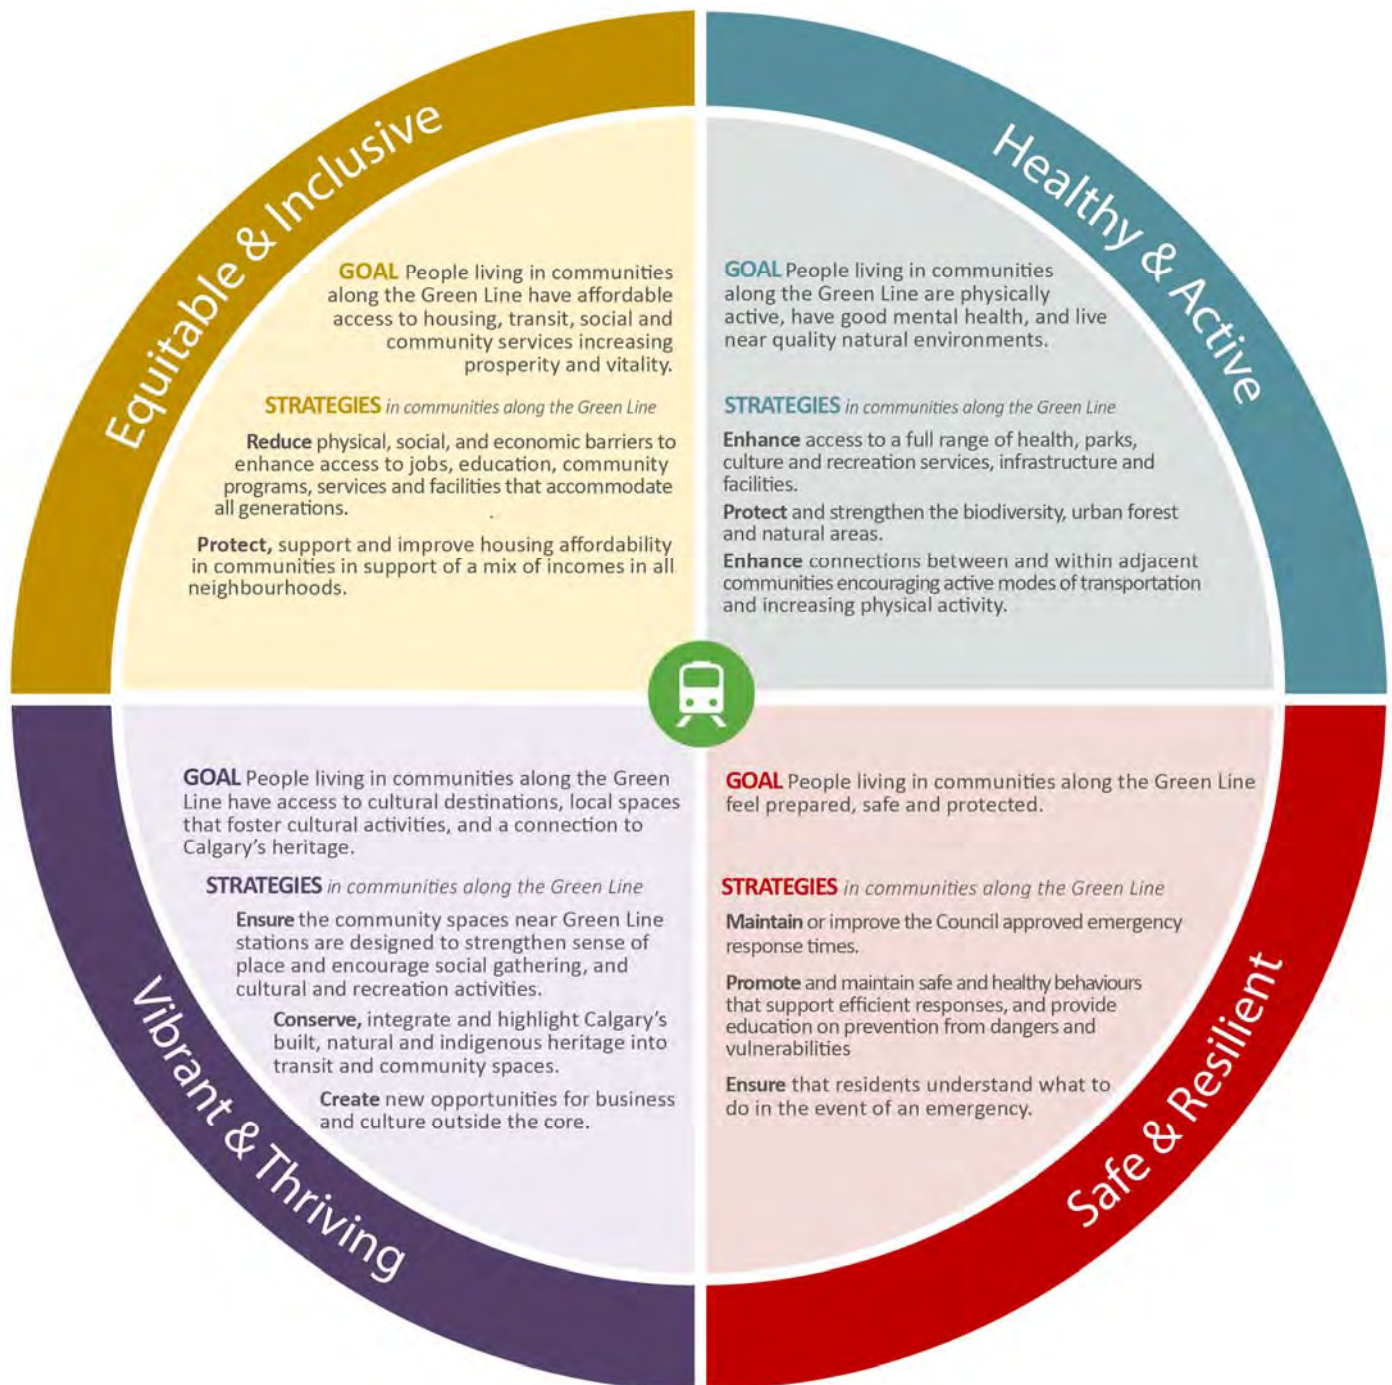 Equitable & Inclusive
GOAL People living in communities
along the Green Line have affordable
access to housing, transit, social and
community services increasing
prosperity and vitality.
STRATEGIES in communities along the Green Line
Reduce physical, social, and economic barriers to
enhance access to jobs, education, community
programs, services and facilities that accommodate
all generations.
Protect, support and improve housing affordability
in communities in support of a mix of incomes in all
neighbourhoods.
Healthy & Active
GOAL People living in communities
along the Green Line are physically
active, have good mental health, and live
near quality natural environments.
STRATEGIES in communities along the Green Line
Enhance access to a full range of health, parks,
culture and recreation services, infrastructure and
facilities.
Protect and strengthen the biodiversity, urban forest
and natural areas.
Enhance connections between and within adjacent
communities encouraging active modes of transportation
and increasing physical activity.
Vibrant & Thriving
GOAL People living in communities along the Green
Line have access to cultural destinations, local spaces
that foster cultural activities, and a connection to
Calgary's heritage.
STRATEGIES in communities along the Green Line
Ensure the community spaces near Green Line
stations are designed to strengthen sense of
place and encourage social gathering, and
cultural and recreation activities.
Conserve, integrate and highlight Calgary's
built, natural and indigenous heritage into
transit and community spaces.
Create new opportunities for business
and culture outside the core.
Safe & Resilient
GOAL People living in communities along the Green Line
feel prepared, safe and protected.
STRATEGIES in communities along the Green Line
Maintain or improve the Council approved emergency
response times.
Promote and maintain safe and healthy behaviours
that support efficient responses, and provide
education on prevention from dangers and
vulnerabilities
Ensure that residents understand what to
do in the event of an emergency.